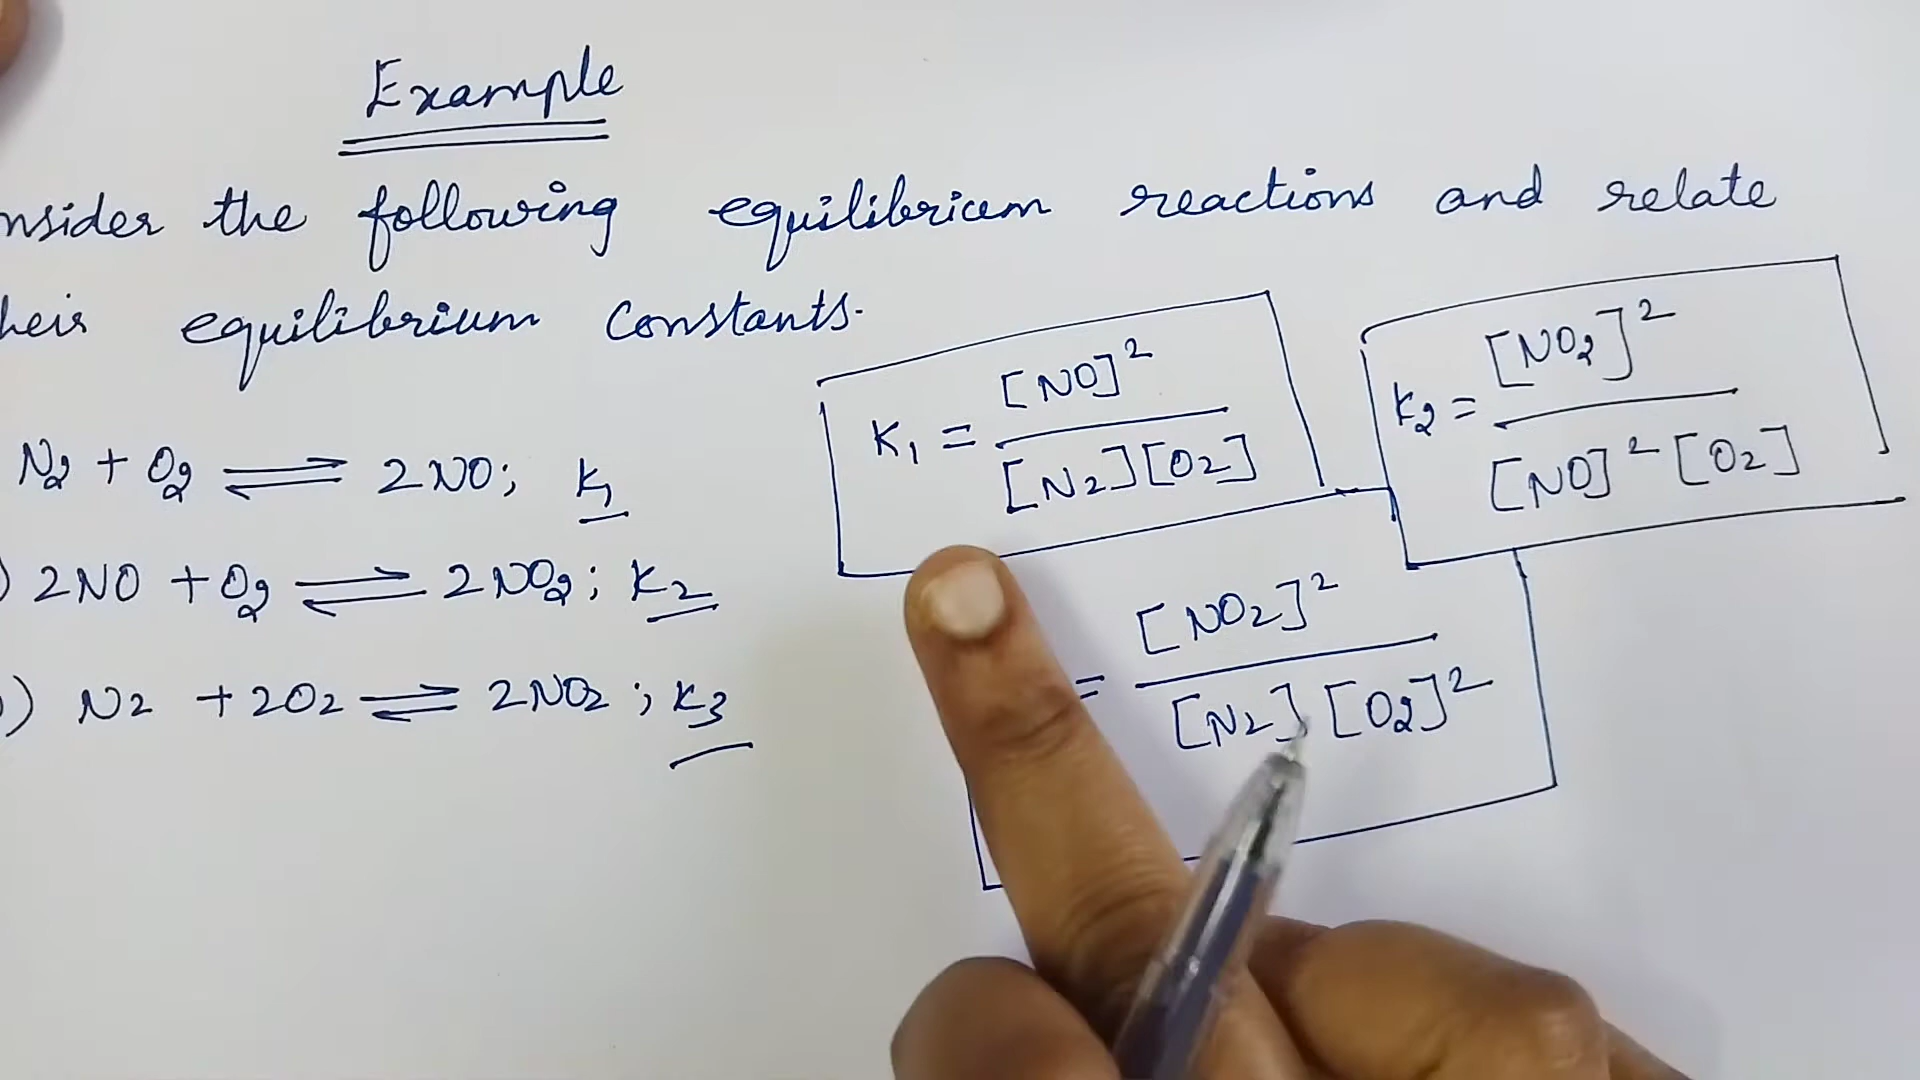 Example
nsider the following equilibrium reactions and relate
heir equilibrium constants.
N2 + O2 ⇌ 2NO; K1
) 2NO + O2 ⇌ 2NO2; K2
) N2 + 2O2 ⇌ 2NO2; K3
K1 = [NO]² / [N2][O2]
K2 = [NO2]² / [NO]²[O2]
= [NO2]² / [N2][O2]²